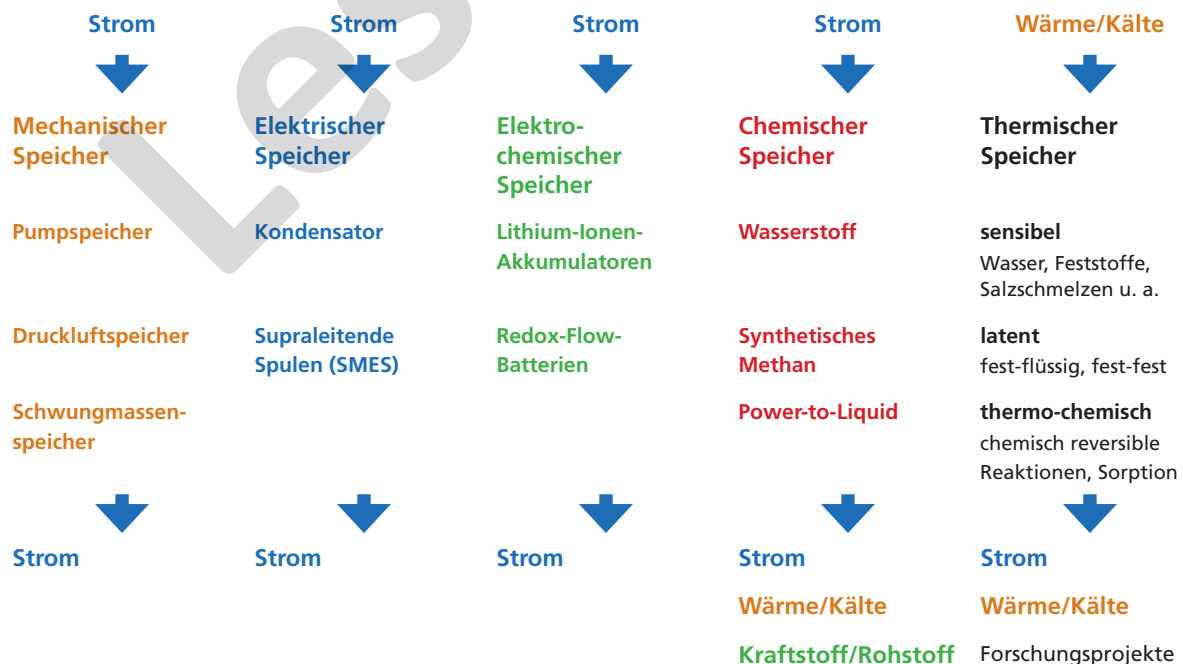 Strom
Strom
Strom
Strom
Wärme/Kälte
Mechanischer
Speicher
Elektrischer
Speicher
Elektro-
chemischer
Speicher
Chemischer
Speicher
Thermischer
Speicher
Pumpspeicher
Kondensator
Lithium-Ionen-
Akkumulatoren
Wasserstoff
sensibel
Wasser, Feststoffe,
Salzschmelzen u. a.
Druckluftspeicher
Supraleitende
Spulen (SMES)
Redox-Flow-
Batterien
Synthetisches
Methan
latent
fest-flüssig, fest-fest
Schwungmassen-
speicher
Power-to-Liquid
thermo-chemisch
chemisch reversible
Reaktionen, Sorption
Strom
Strom
Strom
Strom
Strom
Wärme/Kälte
Wärme/Kälte
Kraftstoff/Rohstoff
Forschungsprojekte
Les